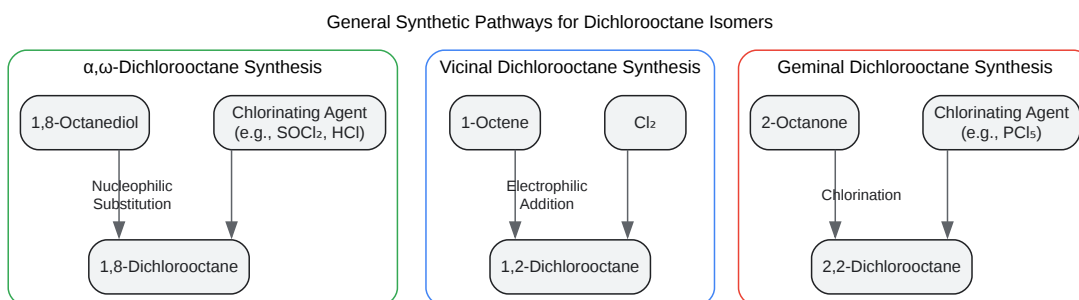 General Synthetic Pathways for Dichlorooctane Isomers
α,ω-Dichlorooctane Synthesis
1,8-Octanediol
Chlorinating Agent
(e.g., SOCl₂, HCl)
Nucleophilic
Substitution
1,8-Dichlorooctane
Vicinal Dichlorooctane Synthesis
1-Octene
Cl₂
Electrophilic
Addition
1,2-Dichlorooctane
Geminal Dichlorooctane Synthesis
2-Octanone
Chlorinating Agent
(e.g., PCl₅)
Chlorination
2,2-Dichlorooctane